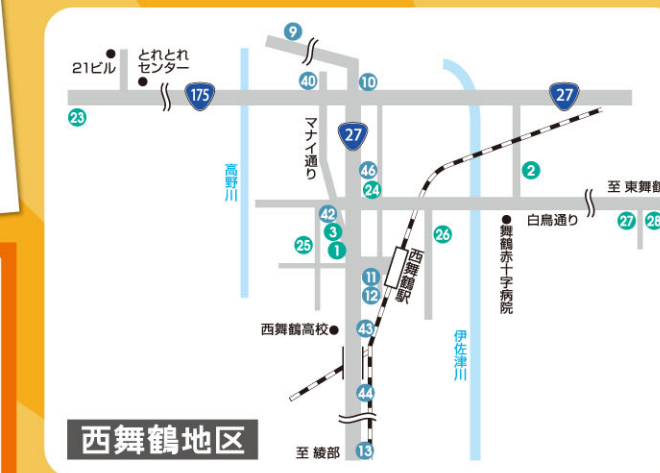 9
21ビル
とれとれ
センター
40
10
175
27
27
23
マナイ通り
高野川
46
24
2
至 東舞鶴
42
3
1
25
26
白鳥通り
27
28
舞鶴赤十字病院
西舞鶴駅
11
12
西舞鶴高校
43
伊佐津川
44
西舞鶴地区
至 綾部
13